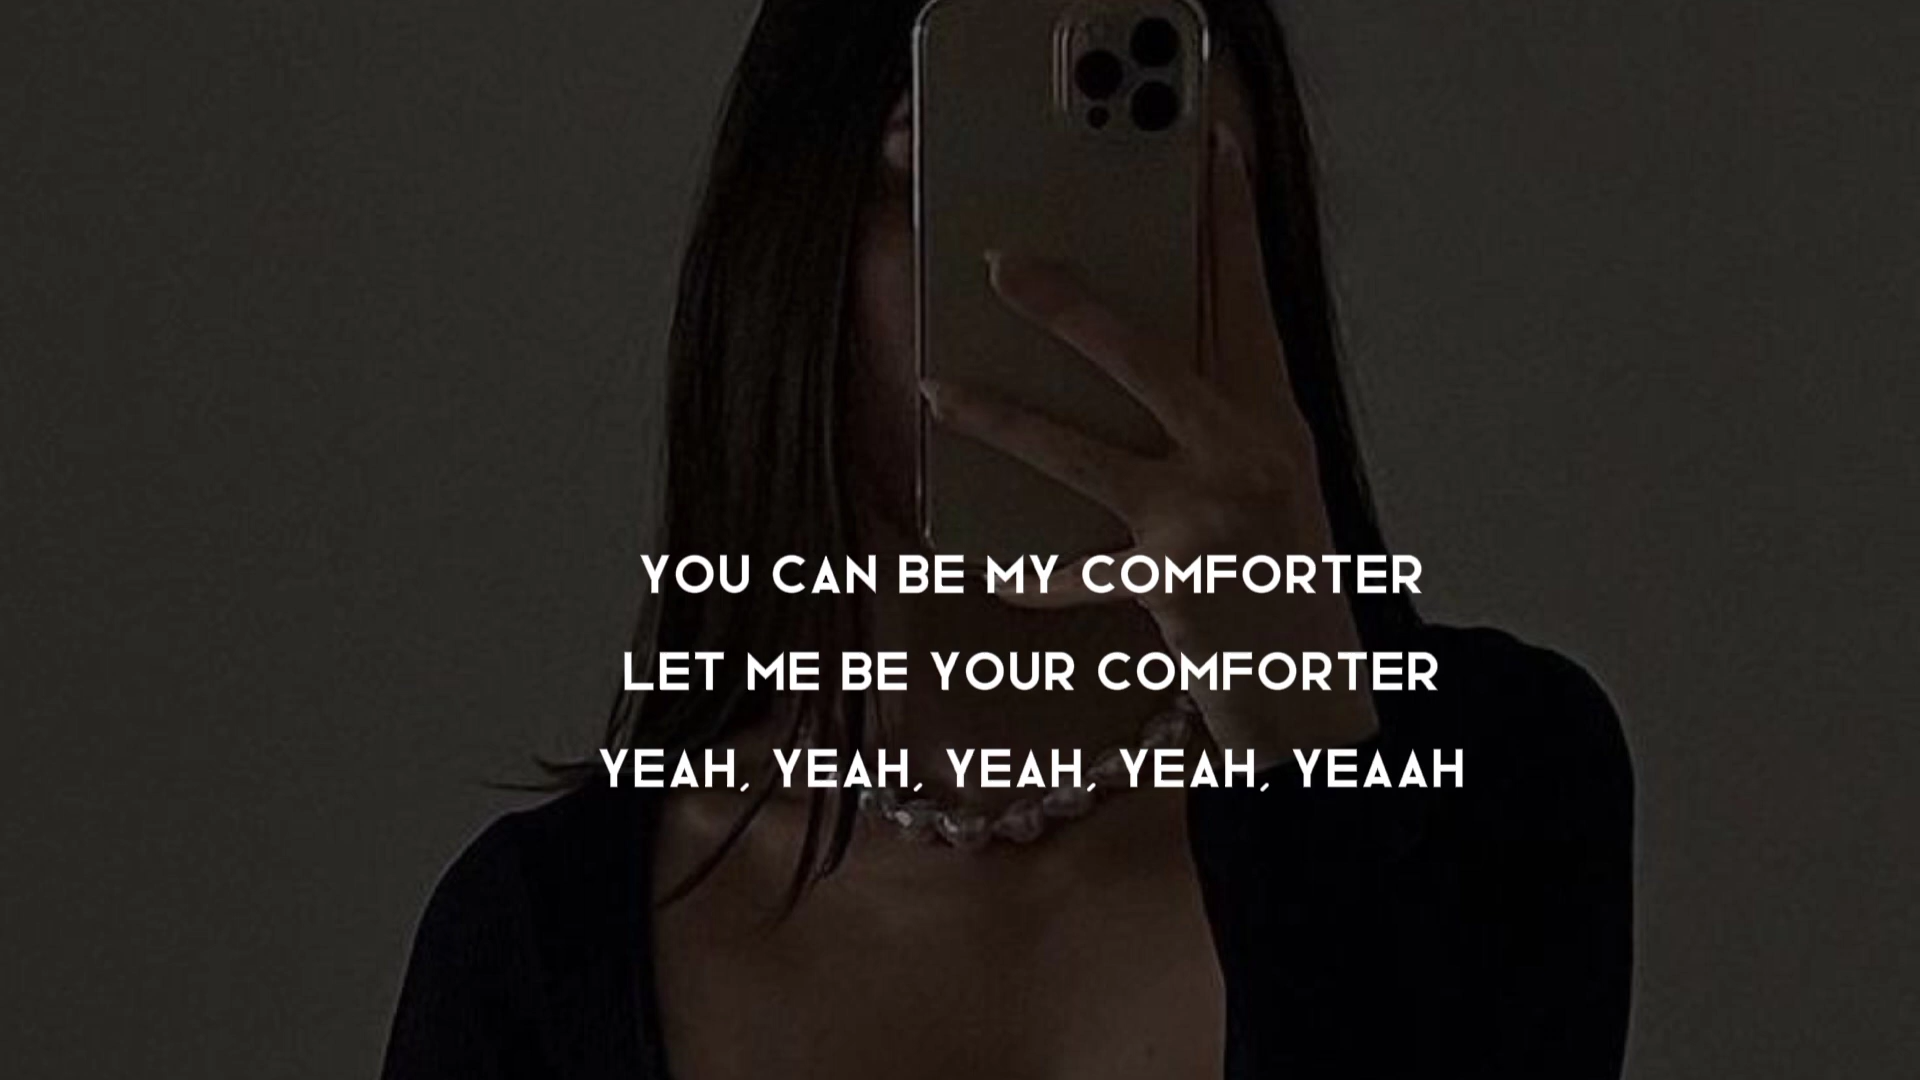 YOU CAN BE MY COMFORTER
LET ME BE YOUR COMFORTER
YEAH, YEAH, YEAH, YEAH, YEAAH